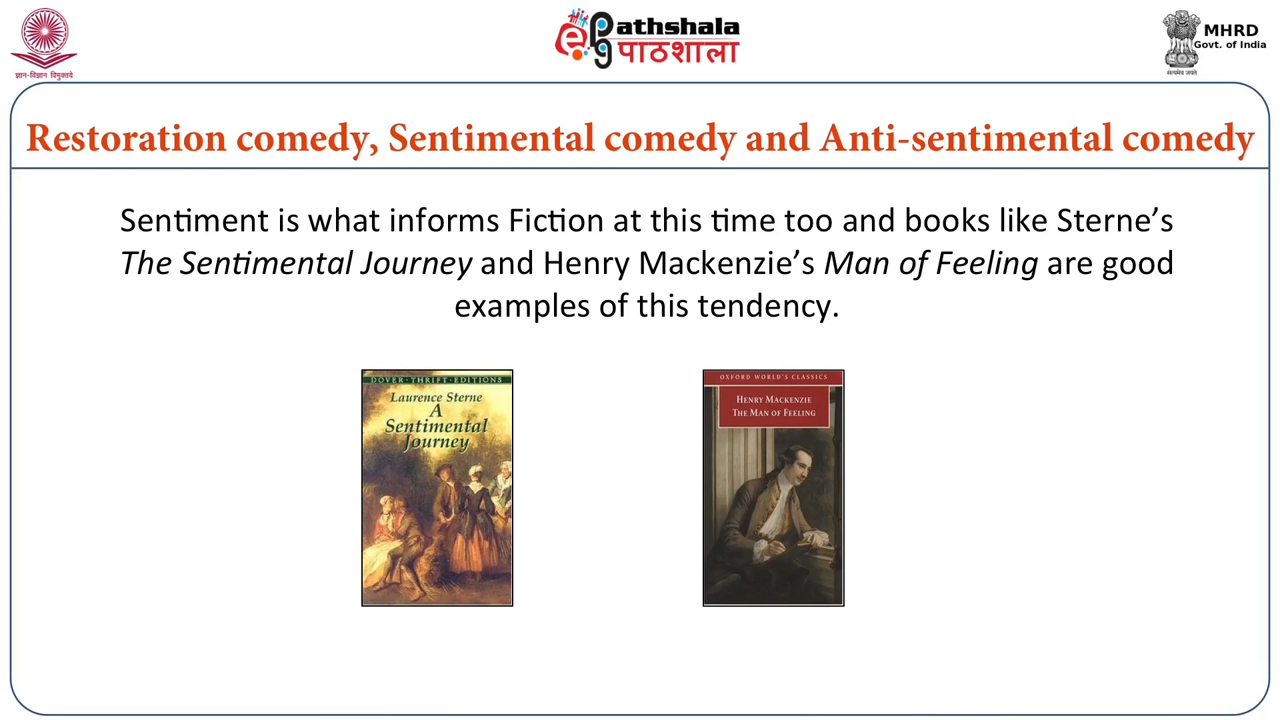 ज्ञान-विज्ञान विमुक्तये
ePathshala
पाठशाला
MHRD
Govt. of India
सत्यमेव जयते
Restoration comedy, Sentimental comedy and Anti-sentimental comedy
Sentiment is what informs Fiction at this time too and books like Sterne’s
The Sentimental Journey and Henry Mackenzie’s Man of Feeling are good
examples of this tendency.
DOVER · THRIFT · EDITIONS
Laurence Sterne
A
Sentimental
Journey
OXFORD WORLD'S CLASSICS
HENRY MACKENZIE
THE MAN OF FEELING